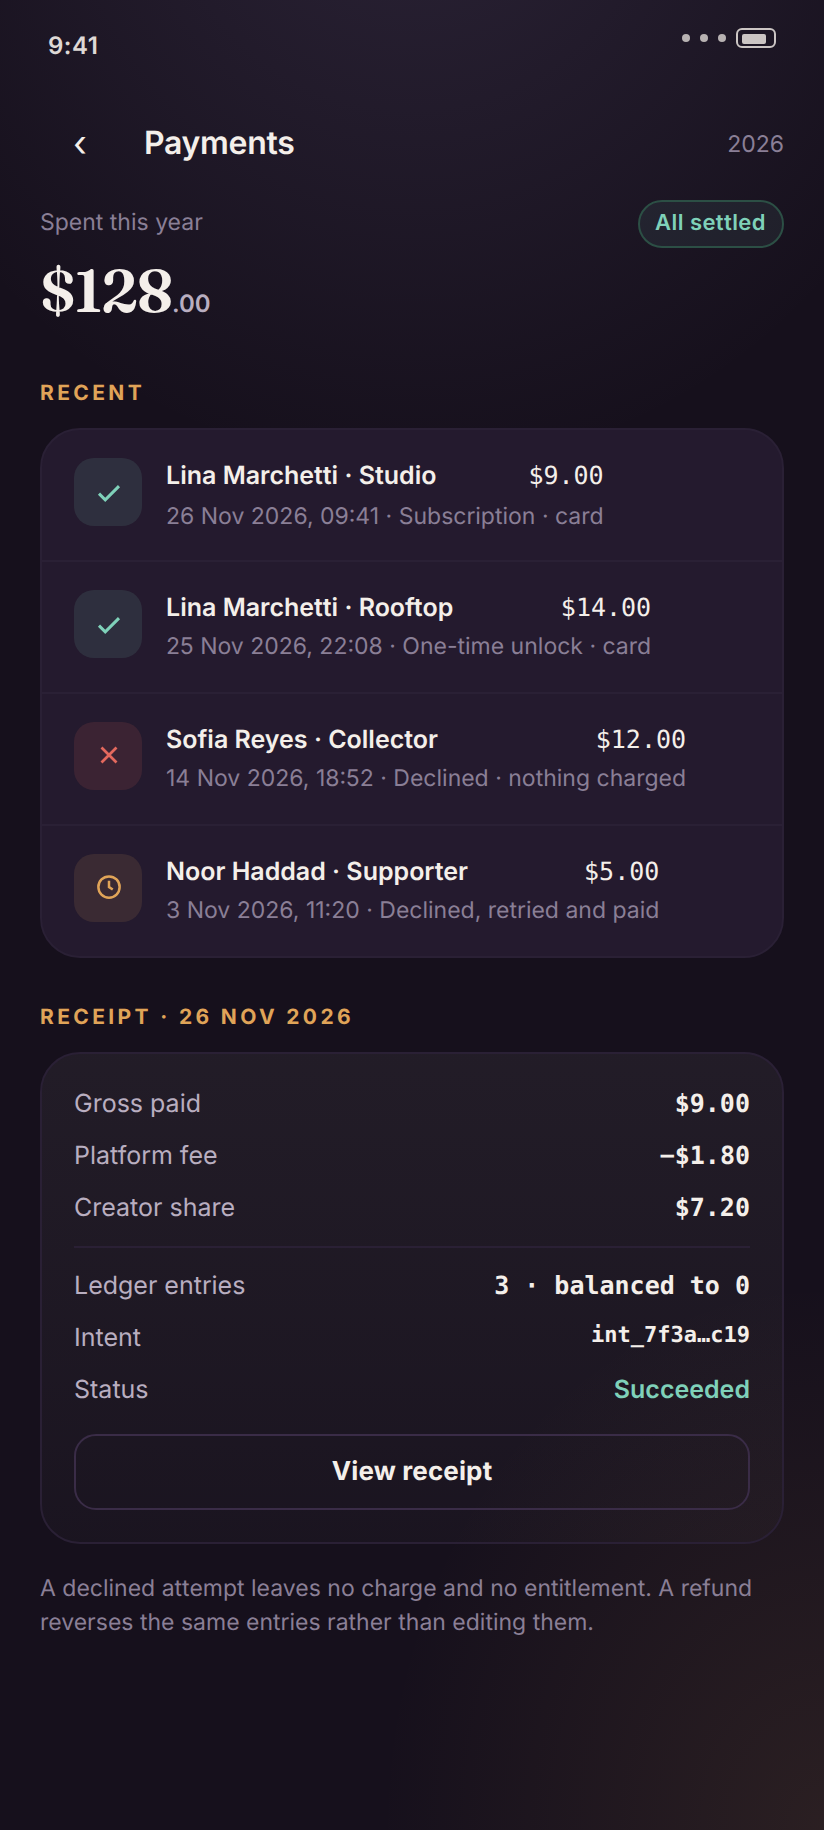 9:41
‹ Payments 2026
Spent this year All settled
$128.00
RECENT
Lina Marchetti · Studio $9.00
26 Nov 2026, 09:41 · Subscription · card
Lina Marchetti · Rooftop $14.00
25 Nov 2026, 22:08 · One-time unlock · card
Sofia Reyes · Collector $12.00
14 Nov 2026, 18:52 · Declined · nothing charged
Noor Haddad · Supporter $5.00
3 Nov 2026, 11:20 · Declined, retried and paid
RECEIPT · 26 NOV 2026
Gross paid $9.00
Platform fee −$1.80
Creator share $7.20
Ledger entries 3 · balanced to 0
Intent int_7f3a…c19
Status Succeeded
View receipt
A declined attempt leaves no charge and no entitlement. A refund
reverses the same entries rather than editing them.